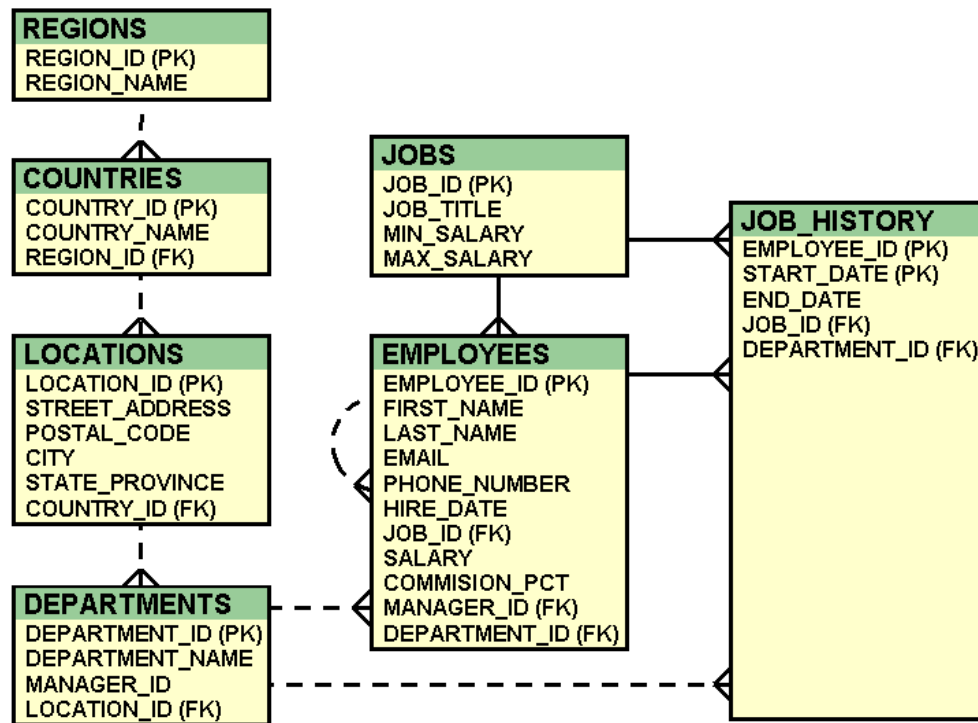 REGIONS
REGION_ID (PK)
REGION_NAME
COUNTRIES
COUNTRY_ID (PK)
COUNTRY_NAME
REGION_ID (FK)
LOCATIONS
LOCATION_ID (PK)
STREET_ADDRESS
POSTAL_CODE
CITY
STATE_PROVINCE
COUNTRY_ID (FK)
DEPARTMENTS
DEPARTMENT_ID (PK)
DEPARTMENT_NAME
MANAGER_ID
LOCATION_ID (FK)
JOBS
JOB_ID (PK)
JOB_TITLE
MIN_SALARY
MAX_SALARY
EMPLOYEES
EMPLOYEE_ID (PK)
FIRST_NAME
LAST_NAME
EMAIL
PHONE_NUMBER
HIRE_DATE
JOB_ID (FK)
SALARY
COMMISION_PCT
MANAGER_ID (FK)
DEPARTMENT_ID (FK)
JOB_HISTORY
EMPLOYEE_ID (PK)
START_DATE (PK)
END_DATE
JOB_ID (FK)
DEPARTMENT_ID (FK)